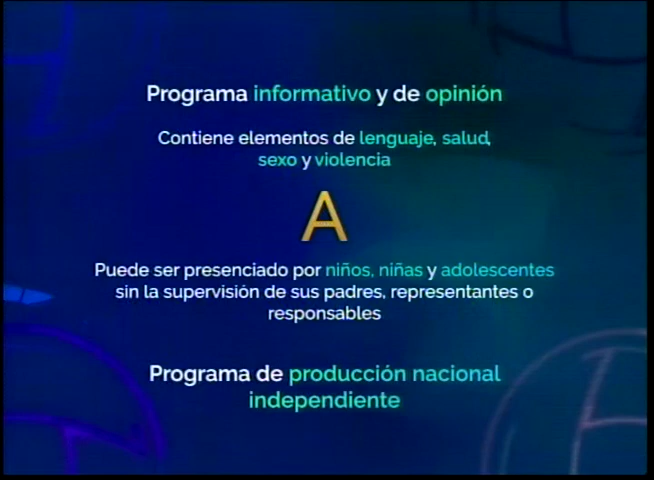 Programa informativo y de opinión
Contiene elementos de lenguaje, salud,
sexo y violencia
A
Puede ser presenciado por niños, niñas y adolescentes
sin la supervisión de sus padres, representantes o
responsables
Programa de producción nacional
independiente